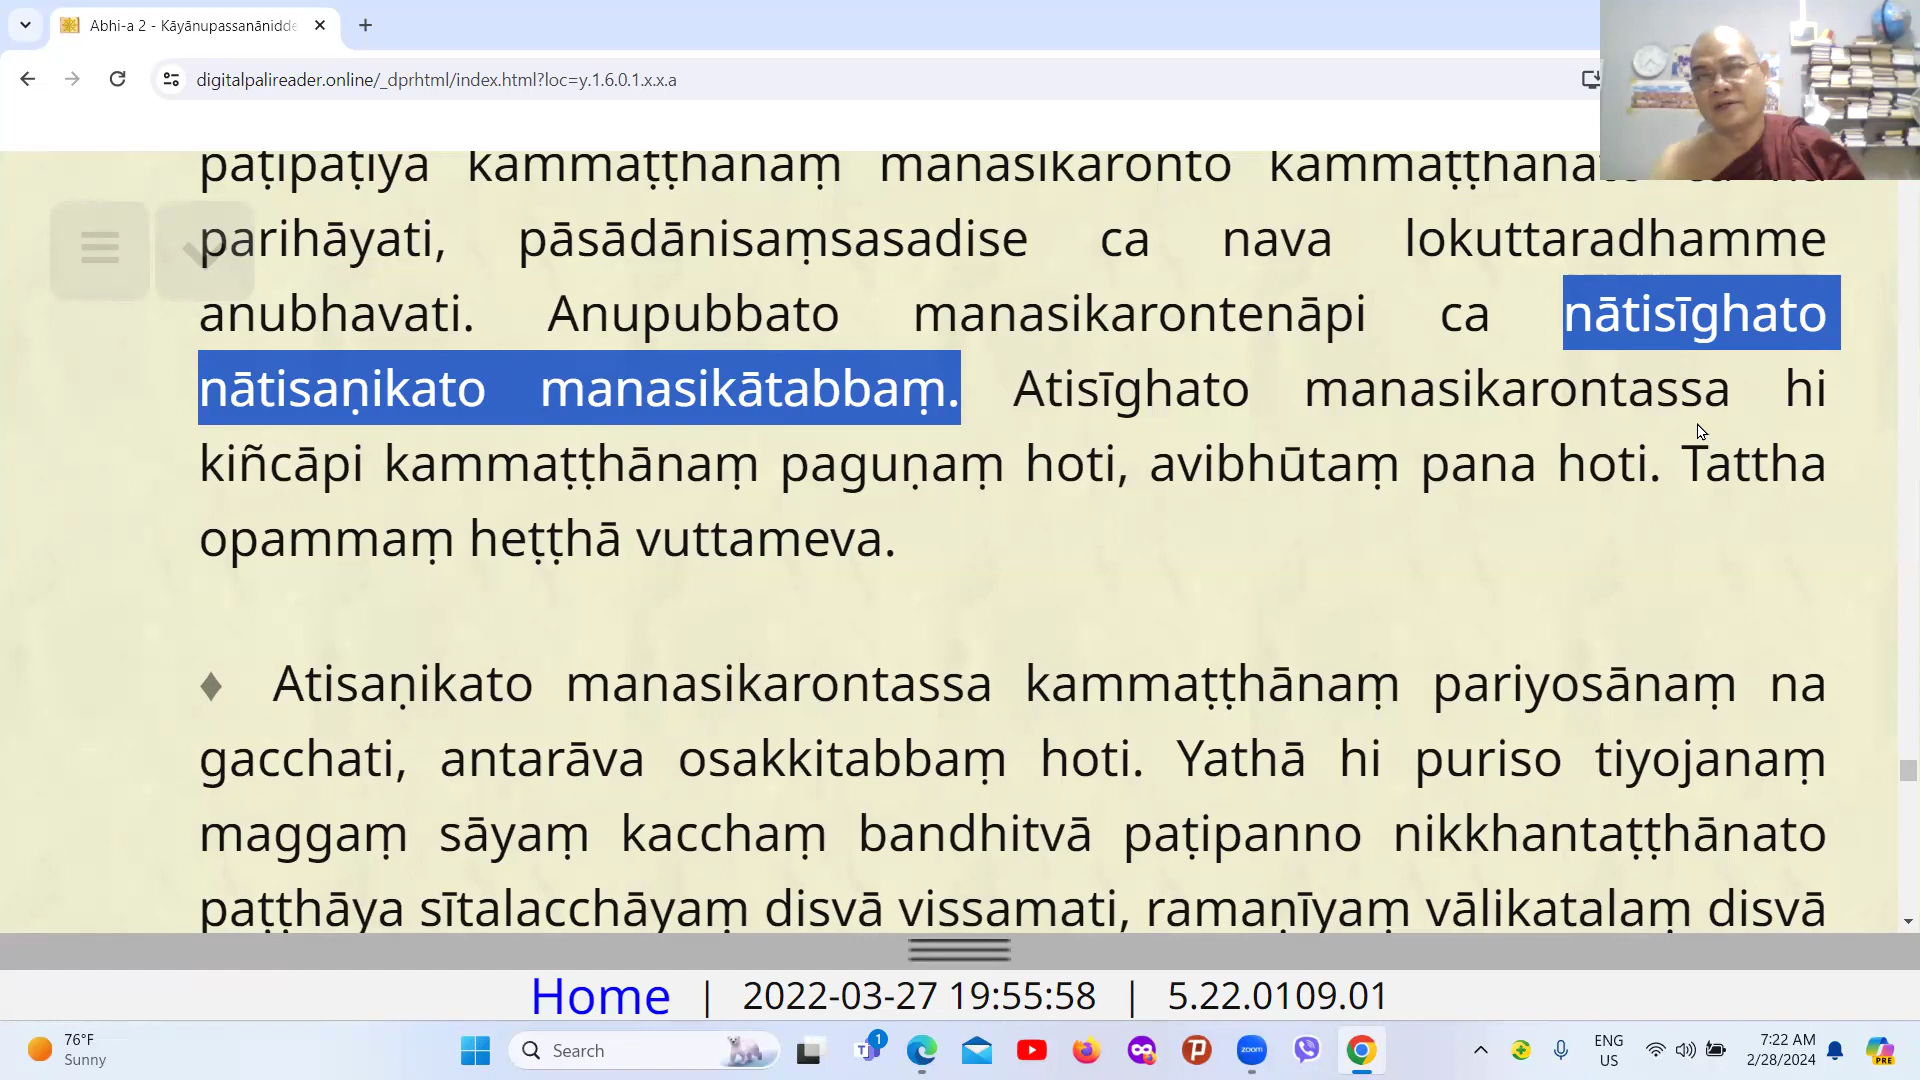 Abhi-a 2 - Kāyānupassanānidde
digitalpalireader.online/_dprhtml/index.html?loc=y.1.6.0.1.x.x.a
paṭipāṭiyā kammaṭṭhānaṃ manasikaronto
parihāyati, pāsādānisaṃsasadise ca nava lokuttaradhamme
anubhavati. Anupubbato manasikarontenāpi ca nātisīghato
nātisaṇikato manasikātabbaṃ. Atisīghato manasikarontassa hi
kiñcāpi kammaṭṭhānaṃ paguṇaṃ hoti, avibhūtaṃ pana hoti. Tattha
opammaṃ heṭṭhā vuttameva.
♦ Atisaṇikato manasikarontassa kammaṭṭhānaṃ pariyosānaṃ na
gacchati, antarāva osakkitabbaṃ hoti. Yathā hi puriso tiyojanaṃ
maggaṃ sāyaṃ kacchaṃ bandhitvā paṭipanno nikkhantaṭṭhānato
paṭṭhāya sītalacchāyaṃ disvā vissamati, ramaṇīyaṃ vālikatalaṃ disvā
Home | 2022-03-27 19:55:58 | 5.22.0109.01
76°F
Sunny
Search
1
zoom
ENG
US
7:22 AM
2/28/2024
PRE